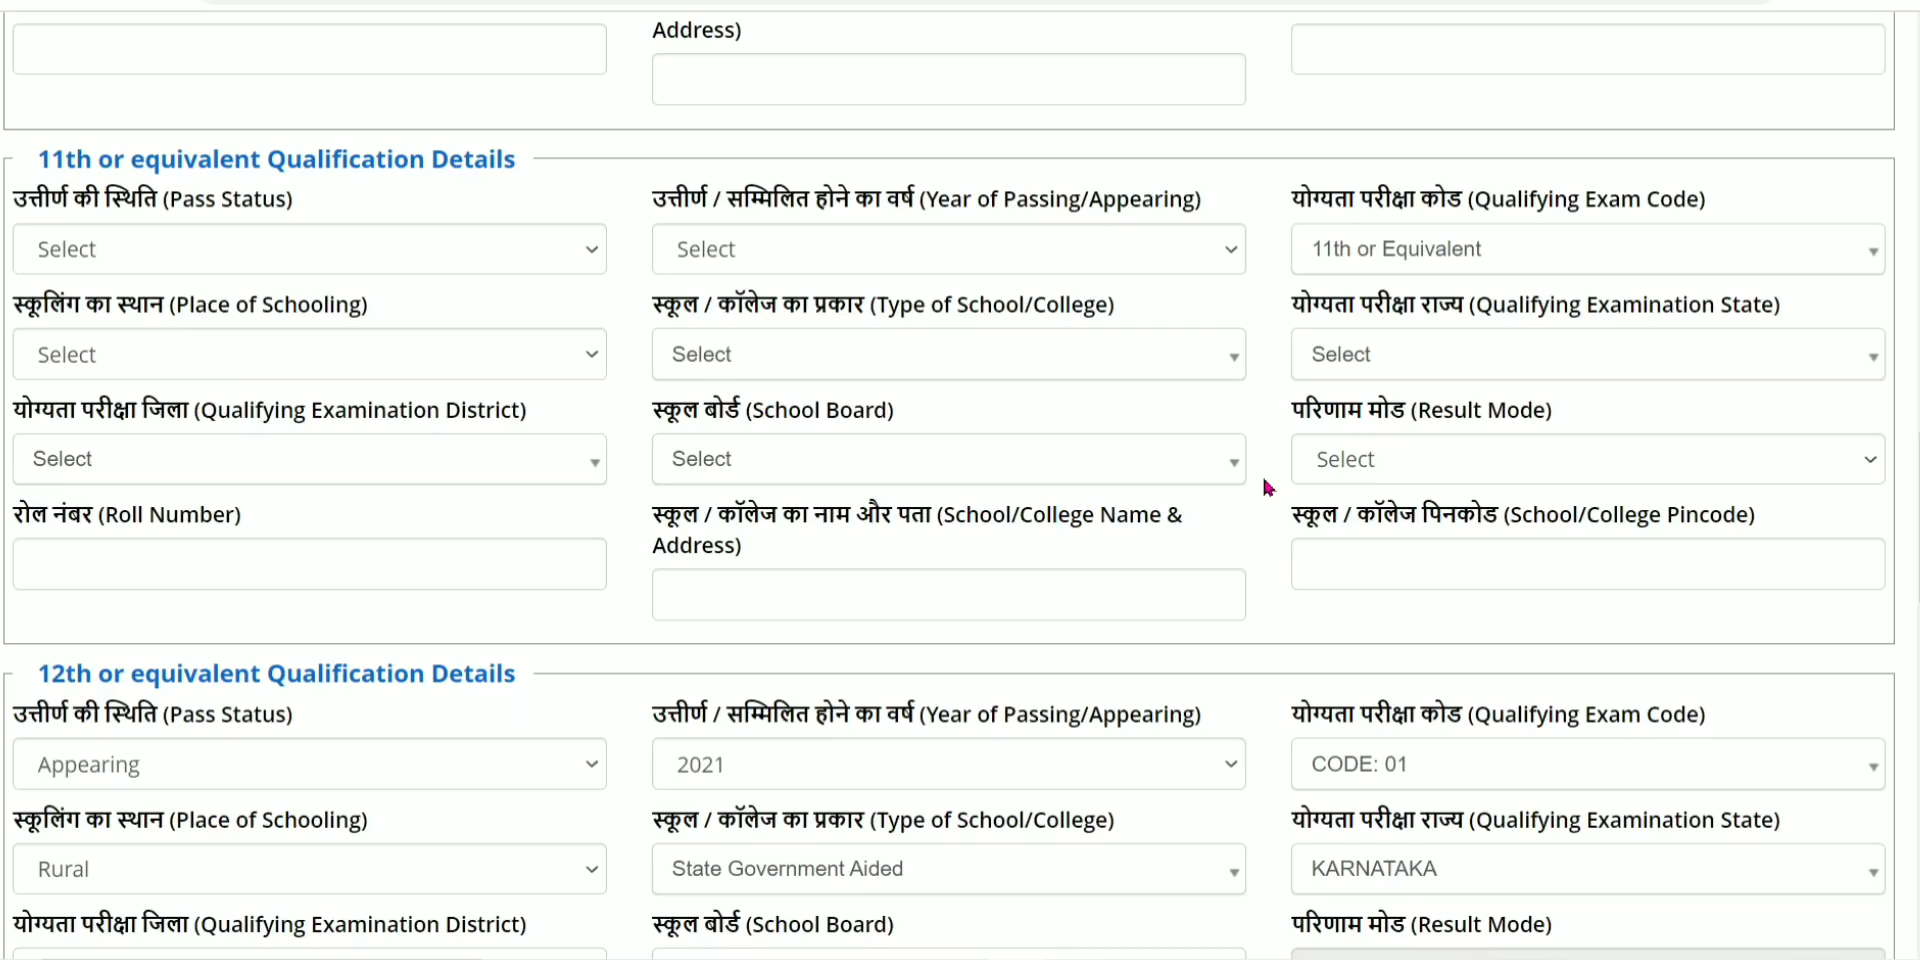 Address)
11th or equivalent Qualification Details
उत्तीर्ण की स्थिति (Pass Status)
उत्तीर्ण / सम्मिलित होने का वर्ष (Year of Passing/Appearing)
योग्यता परीक्षा कोड (Qualifying Exam Code)
Select
Select
11th or Equivalent
स्कूलिंग का स्थान (Place of Schooling)
स्कूल / कॉलेज का प्रकार (Type of School/College)
योग्यता परीक्षा राज्य (Qualifying Examination State)
Select
Select
Select
योग्यता परीक्षा जिला (Qualifying Examination District)
स्कूल बोर्ड (School Board)
परिणाम मोड (Result Mode)
Select
Select
Select
रोल नंबर (Roll Number)
स्कूल / कॉलेज का नाम और पता (School/College Name &
Address)
स्कूल / कॉलेज पिनकोड (School/College Pincode)
12th or equivalent Qualification Details
उत्तीर्ण की स्थिति (Pass Status)
उत्तीर्ण / सम्मिलित होने का वर्ष (Year of Passing/Appearing)
योग्यता परीक्षा कोड (Qualifying Exam Code)
Appearing
2021
CODE: 01
स्कूलिंग का स्थान (Place of Schooling)
स्कूल / कॉलेज का प्रकार (Type of School/College)
योग्यता परीक्षा राज्य (Qualifying Examination State)
Rural
State Government Aided
KARNATAKA
योग्यता परीक्षा जिला (Qualifying Examination District)
स्कूल बोर्ड (School Board)
परिणाम मोड (Result Mode)